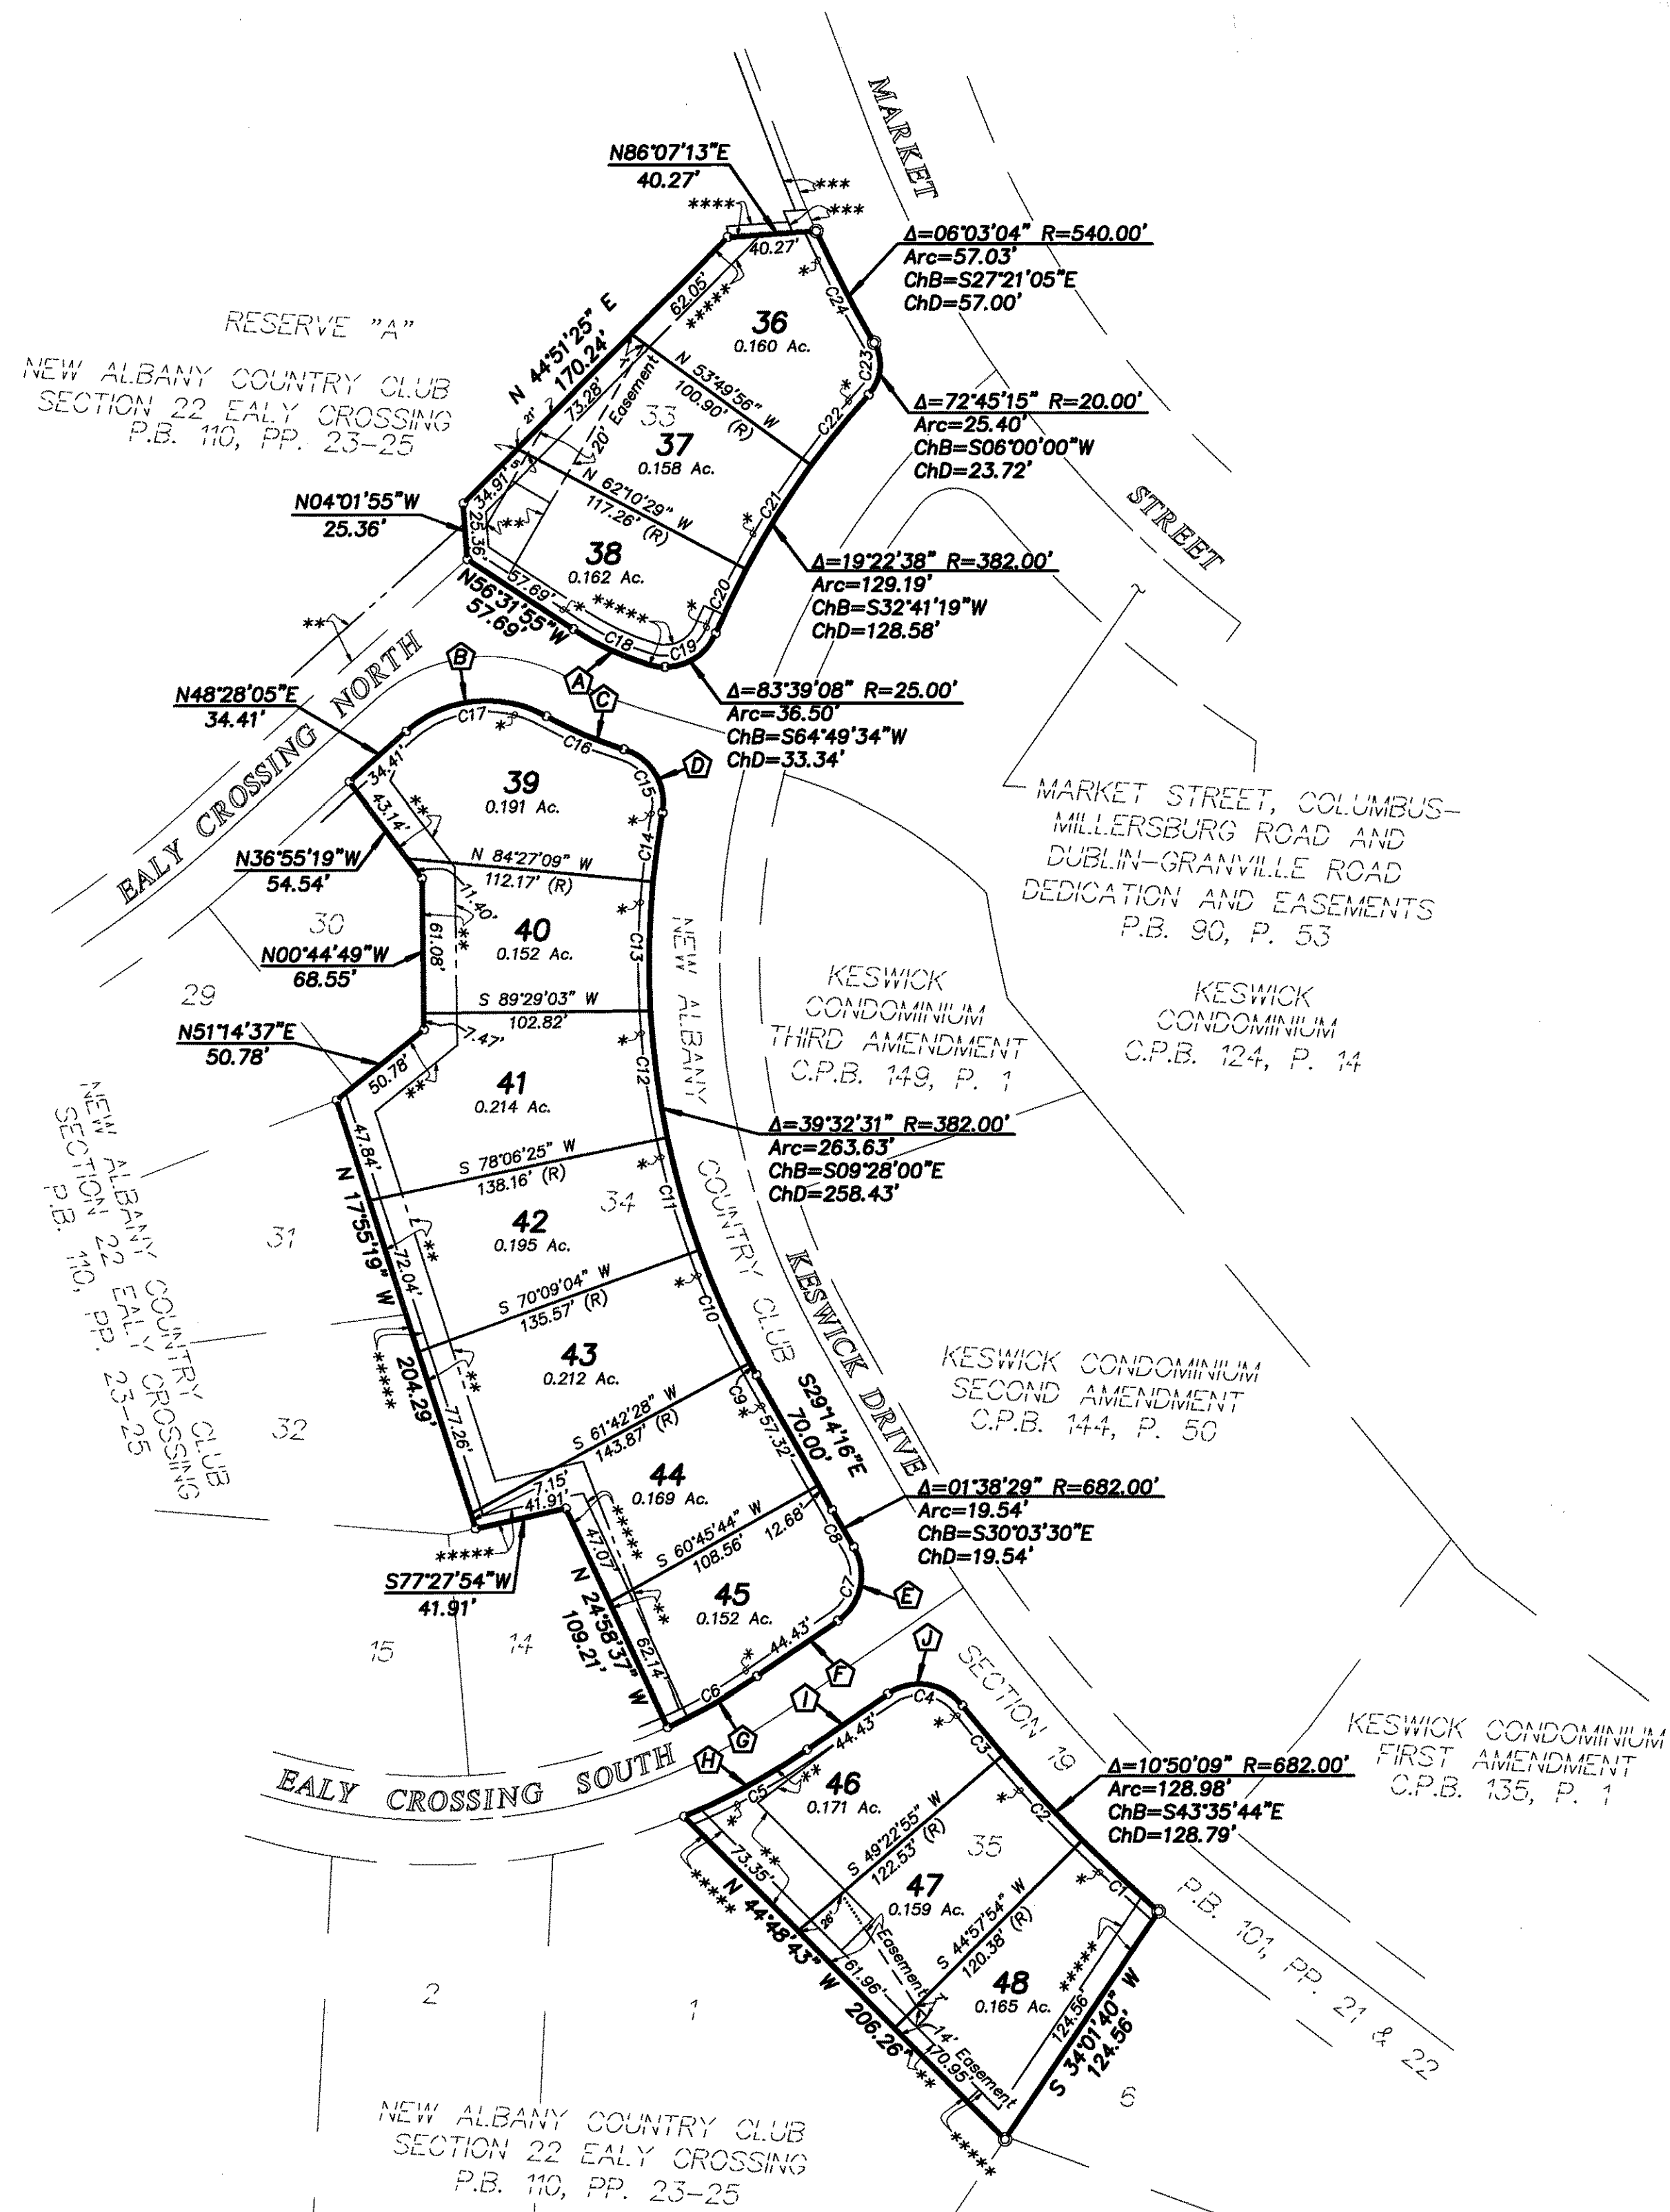 MARKET
N86°07'13"E
40.27'
***
****
***
40.27'
Δ=06°03'04" R=540.00'
Arc=57.03'
ChB=S27°21'05"E
ChD=57.00'
*
C24
62.05'
*****
36
0.160 Ac.
RESERVE "A"
NEW ALBANY COUNTRY CLUB
SECTION 22 EALY CROSSING
P.B. 110, PP. 23-25
N 44°51'25" E
170.24'
C23
Δ=72°45'15" R=20.00'
Arc=25.40'
ChB=S06°00'00"W
ChD=23.72'
N 53°49'56" W
100.90' (R)
*
C22
73.28'
21'
20' Easement
33
37
0.158 Ac.
STREET
34.91'
5'
N 62°10'29" W
117.26' (R)
C21
*
N04°01'55"W
25.36'
25.36'
**
38
0.162 Ac.
Δ=19°22'38" R=382.00'
Arc=129.19'
ChB=S32°41'19"W
ChD=128.58'
57.69'
N56°31'55"W
57.69'
*
*****
*
C20
C18
C19
**
EALY CROSSING NORTH
B
A
C
Δ=83°39'08" R=25.00'
Arc=36.50'
ChB=S64°49'34"W
ChD=33.34'
N48°28'05"E
34.41'
C17
*
C16
D
34.41'
39
0.191 Ac.
C15
43.14'
**
*
C14
MARKET STREET, COLUMBUS-
MILLERSBURG ROAD AND
DUBLIN-GRANVILLE ROAD
DEDICATION AND EASEMENTS
P.B. 90, P. 53
N36°55'19"W
54.54'
N 84°27'09" W
112.17' (R)
11.40'
*
30
61.08'
**
40
0.152 Ac.
C13
NEW ALBANY
N00°44'49"W
68.55'
KESWICK
CONDOMINIUM
THIRD AMENDMENT
C.P.B. 149, P. 1
KESWICK
CONDOMINIUM
C.P.B. 124, P. 14
29
S 89°29'03" W
102.82'
N51°14'37"E
50.78'
7.47'
*
50.78'
**
41
0.214 Ac.
C12
NEW ALBANY COUNTRY CLUB
SECTION 22 EALY CROSSING
P.B. 110, PP. 23-25
Δ=39°32'31" R=382.00'
Arc=263.63'
ChB=S09°28'00"E
ChD=258.43'
47.84'
S 78°06'25" W
138.16' (R)
*
COUNTRY CLUB
34
C11
N 17°55'19" W
204.29'
31
42
0.195 Ac.
72.04'
**
KESWICK DRIVE
S 70°09'04" W
135.57' (R)
*
C10
*****
43
0.212 Ac.
**
KESWICK CONDOMINIUM
SECOND AMENDMENT
C.P.B. 144, P. 50
77.26'
C9
*
S29°14'16"E
70.00'
57.32'
32
S 61°42'28" W
143.87' (R)
7.15'
41.91'
44
0.169 Ac.
Δ=01°38'29" R=682.00'
Arc=19.54'
ChB=S30°03'30"E
ChD=19.54'
12.68'
C8
*****
47.07'
*****
S 60°45'44" W
108.56'
S77°27'54"W
41.91'
E
C7
N 24°58'37" W
109.21'
**
45
0.152 Ac.
15
14
62.14'
44.43'
*
J
F
C6
I
G
SECTION 19
C4
44.43'
*
H
C3
EALY CROSSING SOUTH
KESWICK CONDOMINIUM
FIRST AMENDMENT
C.P.B. 135, P. 1
Δ=10°50'09" R=682.00'
Arc=128.98'
ChB=S43°35'44"E
ChD=128.79'
**
C5
*
46
0.171 Ac.
*
C2
73.35'
**
*****
S 49°22'55" W
122.53' (R)
35
N 44°48'43" W 206.26'
47
0.159 Ac.
*
C1
26'
Easement
P.B. 101, PP. 21 & 22
61.96'
S 44°57'54" W
120.38' (R)
*****
48
0.165 Ac.
124.56'
S 34°01'40" W
124.56'
2
1
14' Easement
70.95'
**
6
*****
NEW ALBANY COUNTRY CLUB
SECTION 22 EALY CROSSING
P.B. 110, PP. 23-25